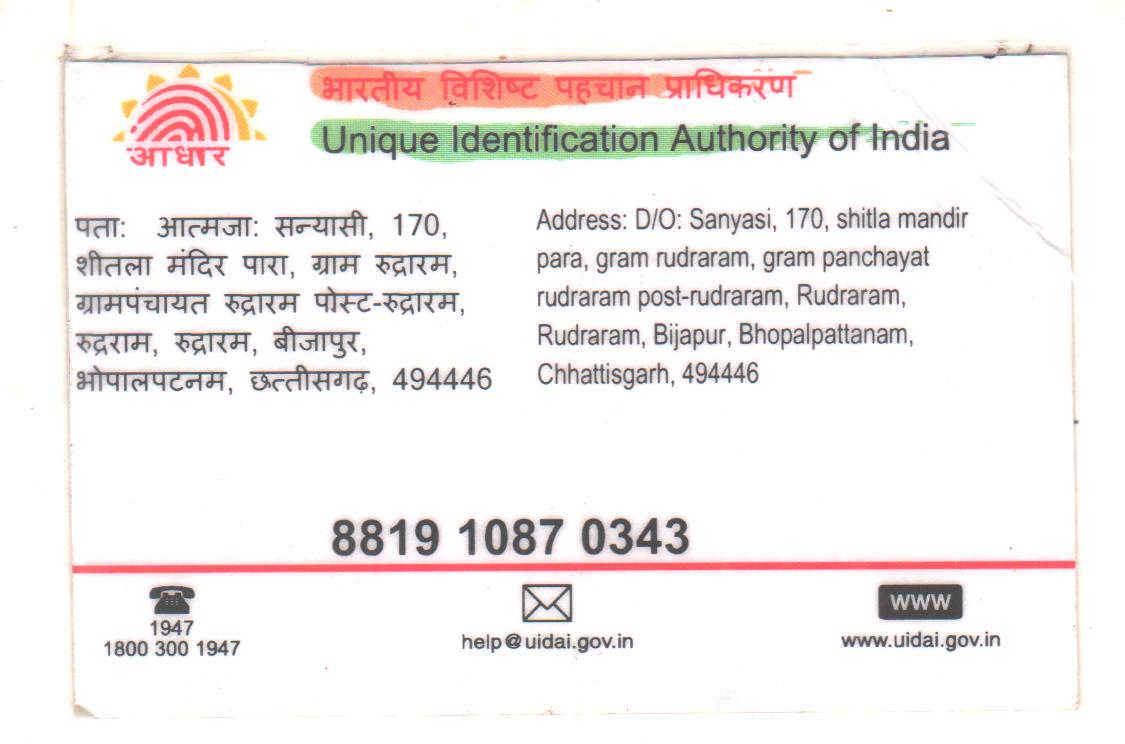 भारतीय विशिष्ट पहचान प्राधिकरण
Unique Identification Authority of India
आधार
पता: आत्मजा: सन्यासी, 170,
शीतला मंदिर पारा, ग्राम रुद्रारम,
ग्रामपंचायत रुद्रारम पोस्ट-रुद्रारम,
रुद्रराम, रुद्रारम, बीजापुर,
भोपालपटनम, छत्तीसगढ़, 494446
Address: D/O: Sanyasi, 170, shitla mandir
para, gram rudraram, gram panchayat
rudraram post-rudraram, Rudraram,
Rudraram, Bijapur, Bhopalpattanam,
Chhattisgarh, 494446
8819 1087 0343
1947
1800 300 1947
help@uidai.gov.in
www
www.uidai.gov.in